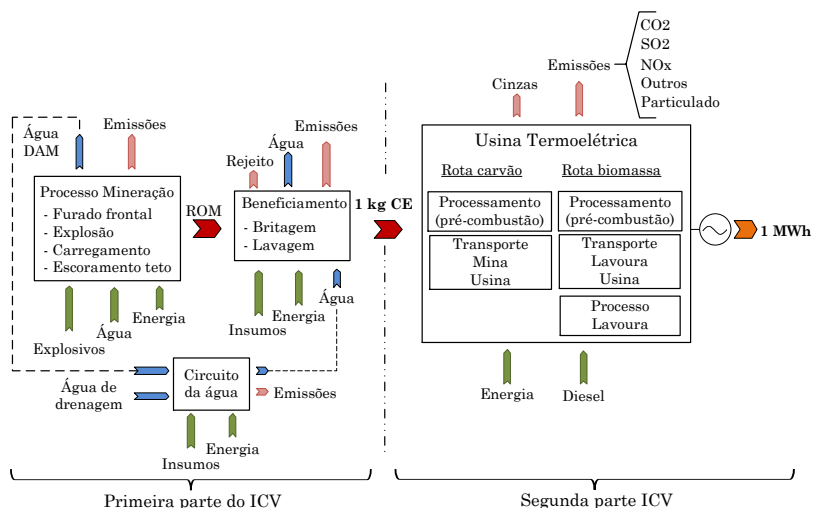 CO2
SO2
NOx
Outros
Particulado
Emissões
Cinzas
Água
DAM
Emissões
Emissões
Água
Rejeito
Processo Mineração
- Furado frontal
- Explosão
- Carregamento
- Escoramento teto
ROM
Beneficiamento
- Britagem
- Lavagem
1 kg CE
Usina Termoelétrica
Rota carvão
Rota biomassa
Processamento
(pré-combustão)
Processamento
(pré-combustão)
Transporte
Mina
Usina
Transporte
Lavoura
Usina
Processo
Lavoura
1 MWh
Explosivos
Água
Energia
Insumos
Energia
Água
Água de
drenagem
Circuito
da água
Emissões
Insumos
Energia
Energia
Diesel
Primeira parte do ICV
Segunda parte ICV